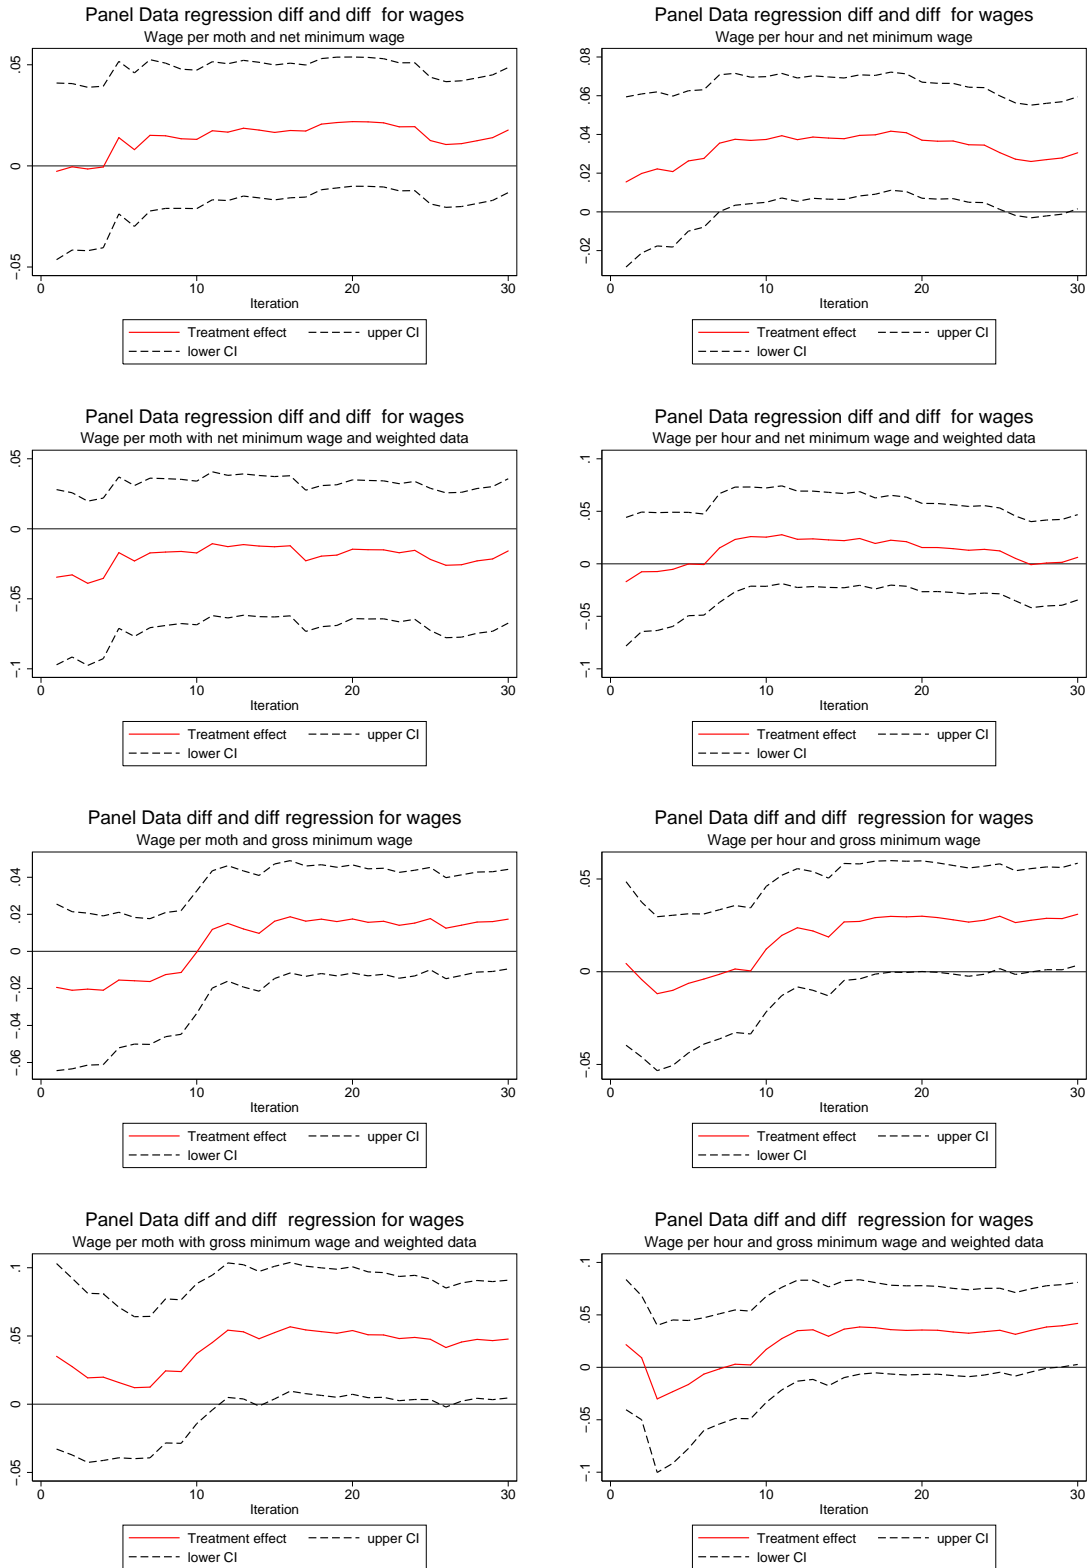 Panel Data regression diff and diff  for wages
Wage per moth and net minimum wage
.05
0
-.05
0
10
20
30
Iteration
Treatment effect
upper CI
lower CI
Panel Data regression diff and diff  for wages
Wage per hour and net minimum wage
.08
.06
.04
.02
0
-.02
0
10
20
30
Iteration
Treatment effect
upper CI
lower CI
Panel Data regression diff and diff  for wages
Wage per moth with net minimum wage and weighted data
.05
0
-.05
-.1
0
10
20
30
Iteration
Treatment effect
upper CI
lower CI
Panel Data regression diff and diff  for wages
Wage per hour and net minimum wage and weighted data
.1
.05
0
-.05
-.1
0
10
20
30
Iteration
Treatment effect
upper CI
lower CI
Panel Data diff and diff regression for wages
Wage per moth and gross minimum wage
.04
.02
0
-.02
-.04
-.06
0
10
20
30
Iteration
Treatment effect
upper CI
lower CI
Panel Data diff and diff  regression for wages
Wage per hour and gross minimum wage
.05
0
-.05
0
10
20
30
Iteration
Treatment effect
upper CI
lower CI
Panel Data diff and diff  regression for wages
Wage per moth with gross minimum wage and weighted data
.1
.05
0
-.05
0
10
20
30
Iteration
Treatment effect
upper CI
lower CI
Panel Data diff and diff  regression for wages
Wage per hour and gross minimum wage and weighted data
.1
.05
0
-.05
-.1
0
10
20
30
Iteration
Treatment effect
upper CI
lower CI